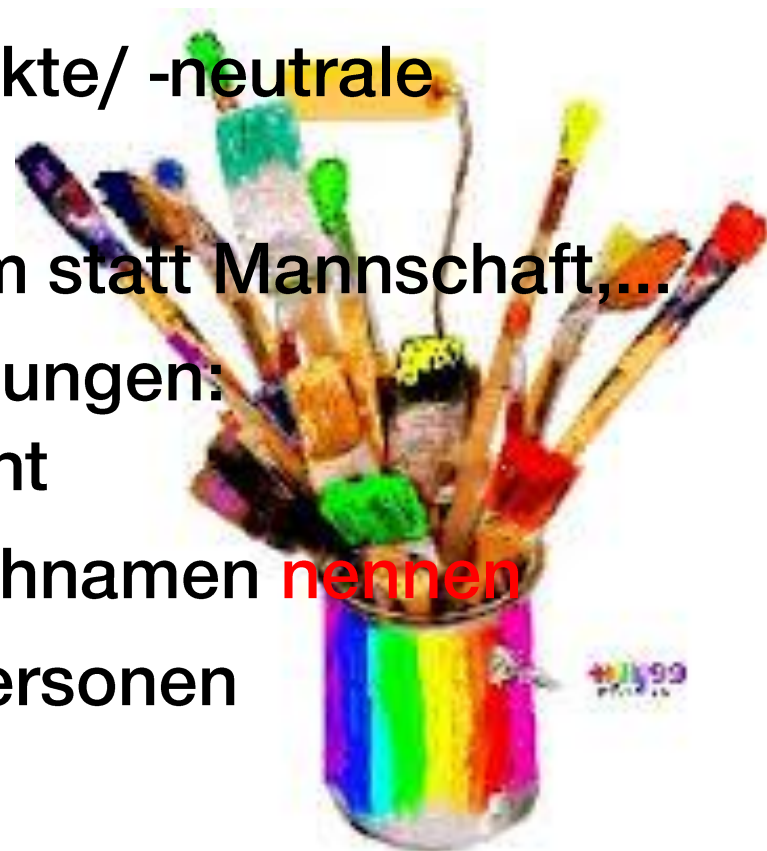 kte/ -neutrale
m statt Mannschaft,...
ungen:
nt
hnamen nennen
ersonen